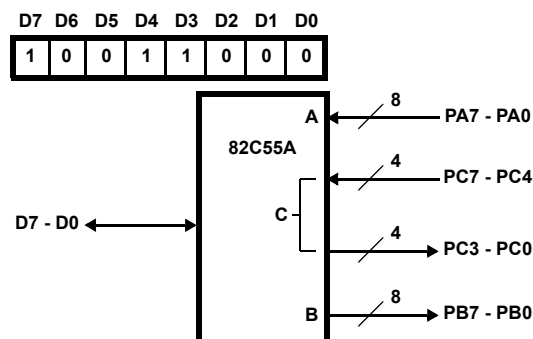 D7 D6 D5 D4 D3 D2 D1 D0
1 0 0 1 1 0 0 0
A 8 PA7 - PA0
82C55A
4 PC7 - PC4
C
D7 - D0
4 PC3 - PC0
B 8 PB7 - PB0